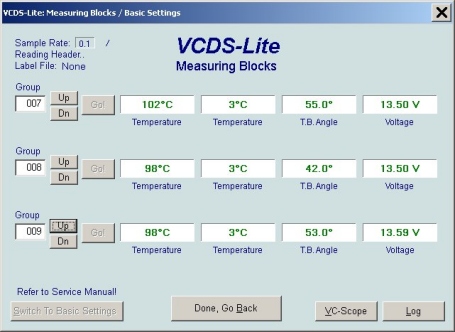 VCDS-Lite: Measuring Blocks / Basic Settings
Sample Rate: 0.1 /
Reading Header..
Label File: None
VCDS-Lite
Measuring Blocks
Group
007 Up Dn Go! 102°C 3°C 55.0° 13.50 V
Temperature Temperature T.B. Angle Voltage
Group
008 Up Dn Go! 98°C 3°C 42.0° 13.50 V
Temperature Temperature T.B. Angle Voltage
Group
009 Up Dn Go! 98°C 3°C 53.0° 13.59 V
Temperature Temperature T.B. Angle Voltage
Refer to Service Manual!
Switch To Basic Settings Done, Go Back VC-Scope Log